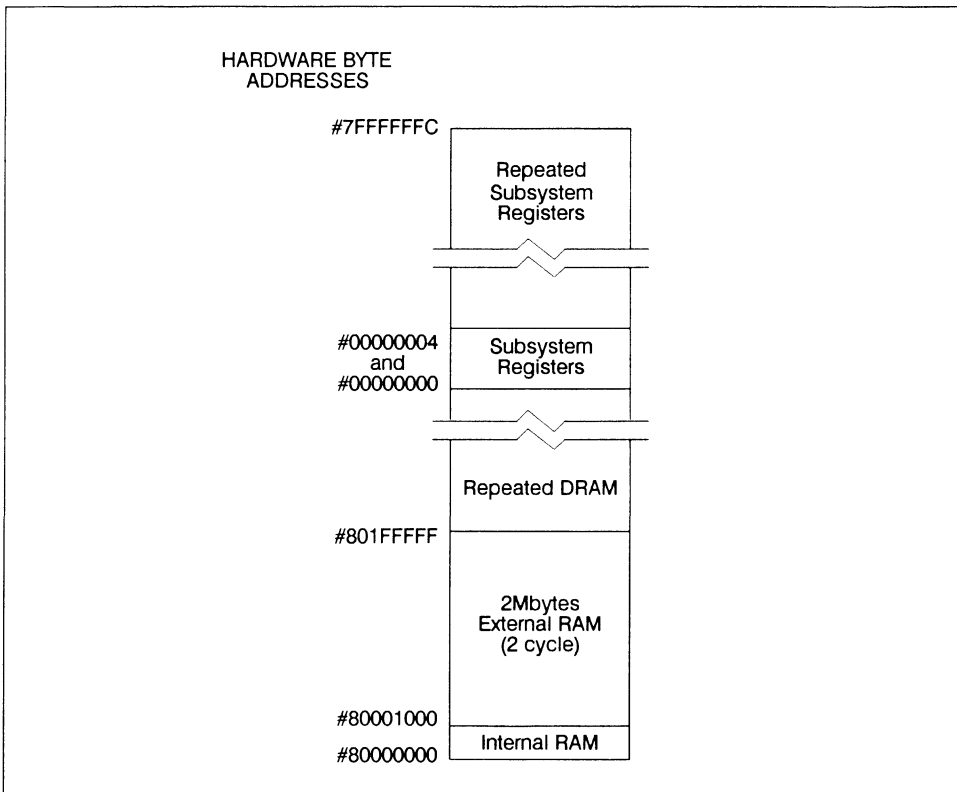 HARDWARE BYTE
ADDRESSES
#7FFFFFFC
Repeated
Subsystem
Registers
#00000004
and
#00000000
Subsystem
Registers
Repeated DRAM
#801FFFFF
2Mbytes
External RAM
(2 cycle)
#80001000
Internal RAM
#80000000